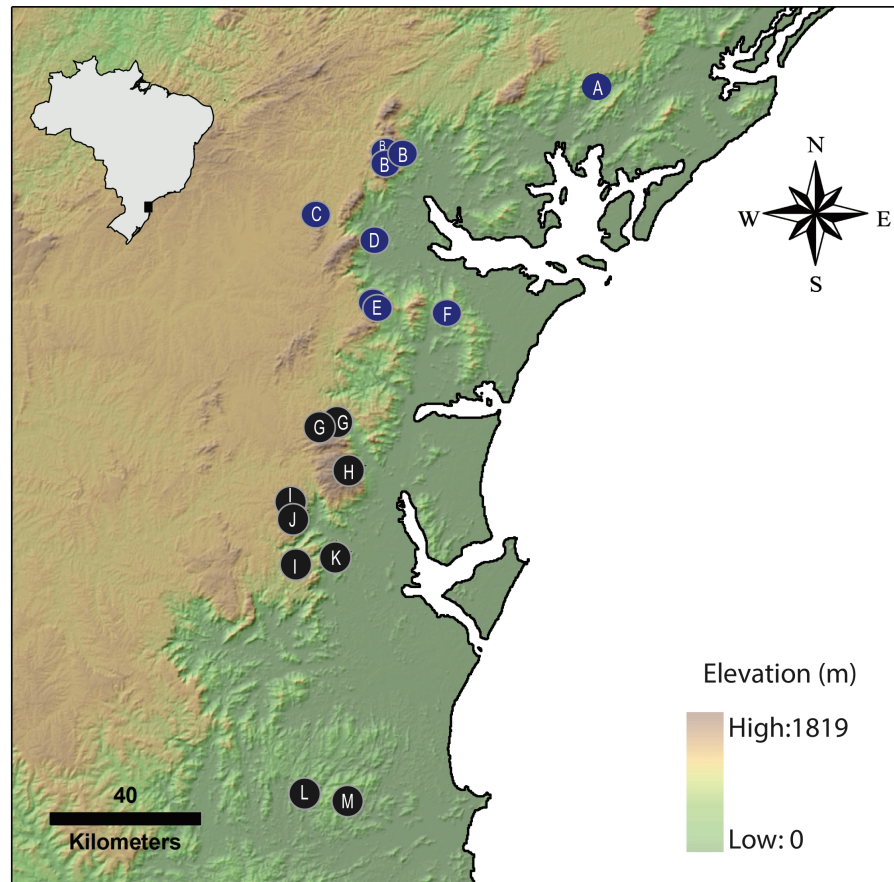 A
N
B
B
B
W
E
C
D
S
E
F
G
G
H
I
J
K
I
Elevation (m)
High:1819
40
L
M
Kilometers
Low: 0